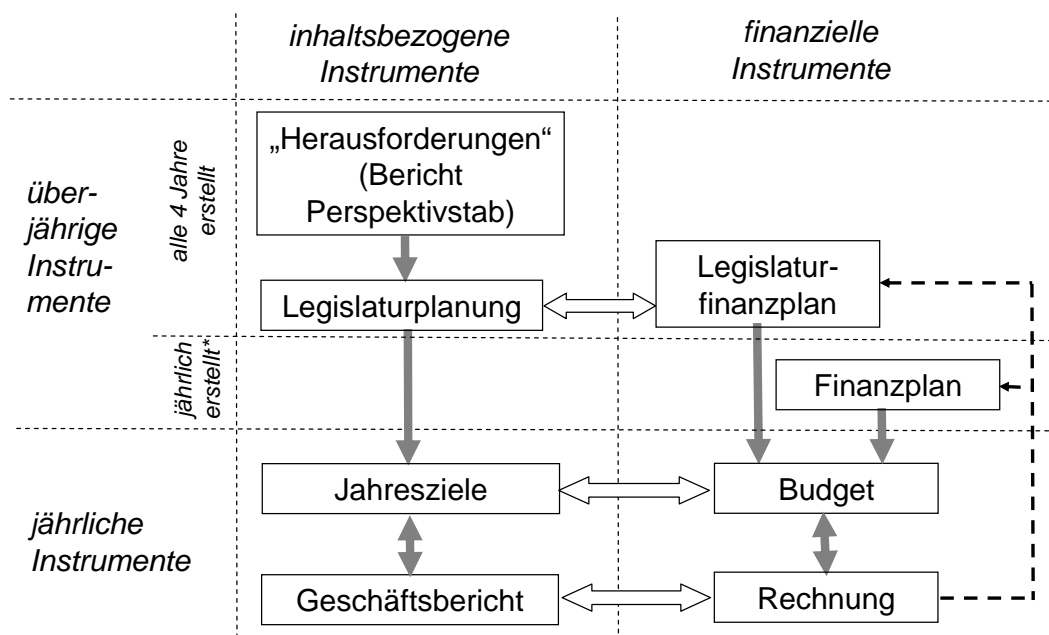 inhaltsbezogene
Instrumente
finanzielle
Instrumente
über-
jährige
Instru-
mente
alle 4 Jahre
erstellt
„Herausforderungen“
(Bericht
Perspektivstab)
Legislaturplanung
Legislatur-
finanzplan
jährlich
erstellt*
Finanzplan
jährliche
Instrumente
Jahresziele
Budget
Geschäftsbericht
Rechnung